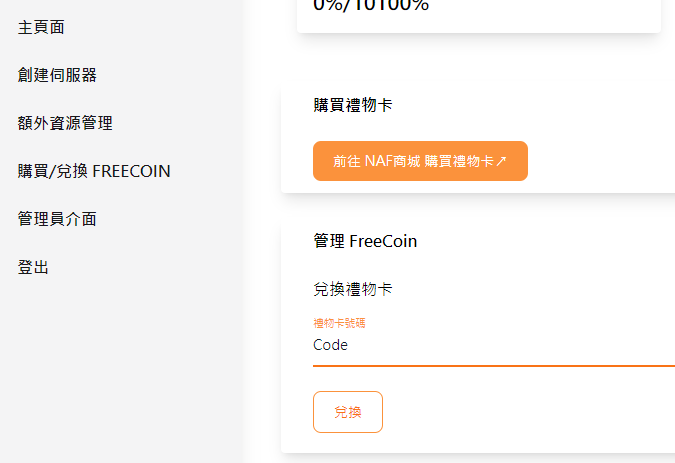 0%/10100%
主頁面
創建伺服器
額外資源管理
購買/兌換 FREECOIN
管理員介面
登出
購買禮物卡
前往 NAF商城 購買禮物卡↗
管理 FreeCoin
兌換禮物卡
禮物卡號碼
Code
兌換